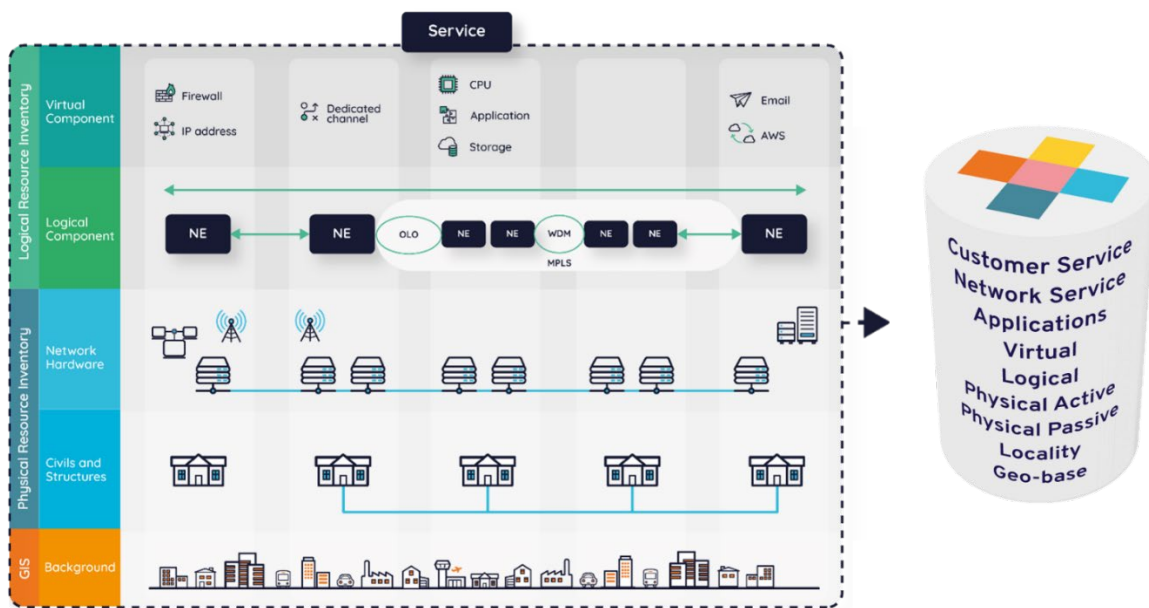 Service
Logical Resource Inventory
Virtual
Component
Firewall
IP address
Dedicated
channel
CPU
Application
Storage
Email
AWS
Logical
Component
NE
NE
OLO
NE
NE
WDM
NE
NE
NE
MPLS
Physical Resource Inventory
Network
Hardware
Civils and
Structures
GIS
Background
Customer Service
Network Service
Applications
Virtual
Logical
Physical Active
Physical Passive
Locality
Geo-base